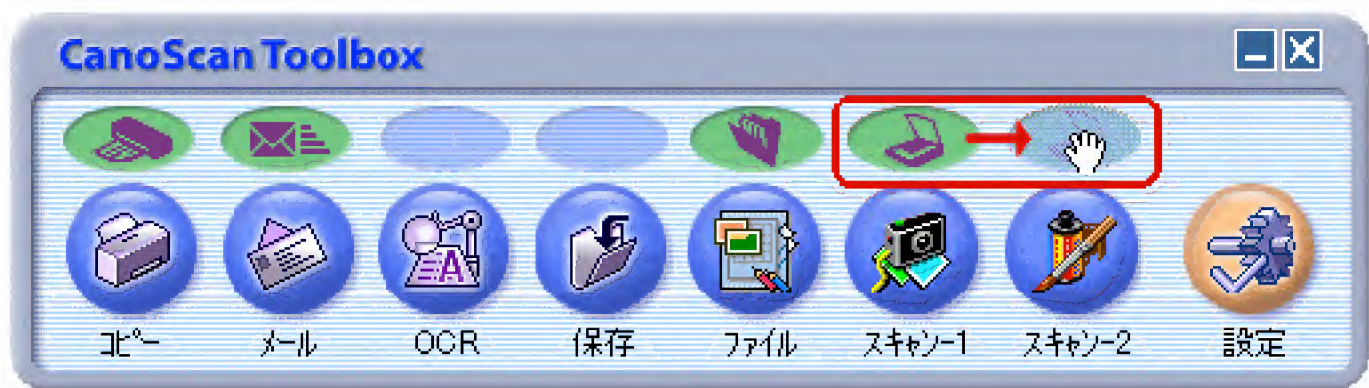 CanoScan Toolbox
ｺﾋﾟｰ ﾒｰﾙ OCR 保存 ﾌｧｲﾙ ｽｷｬﾝ-1 ｽｷｬﾝ-2 設定